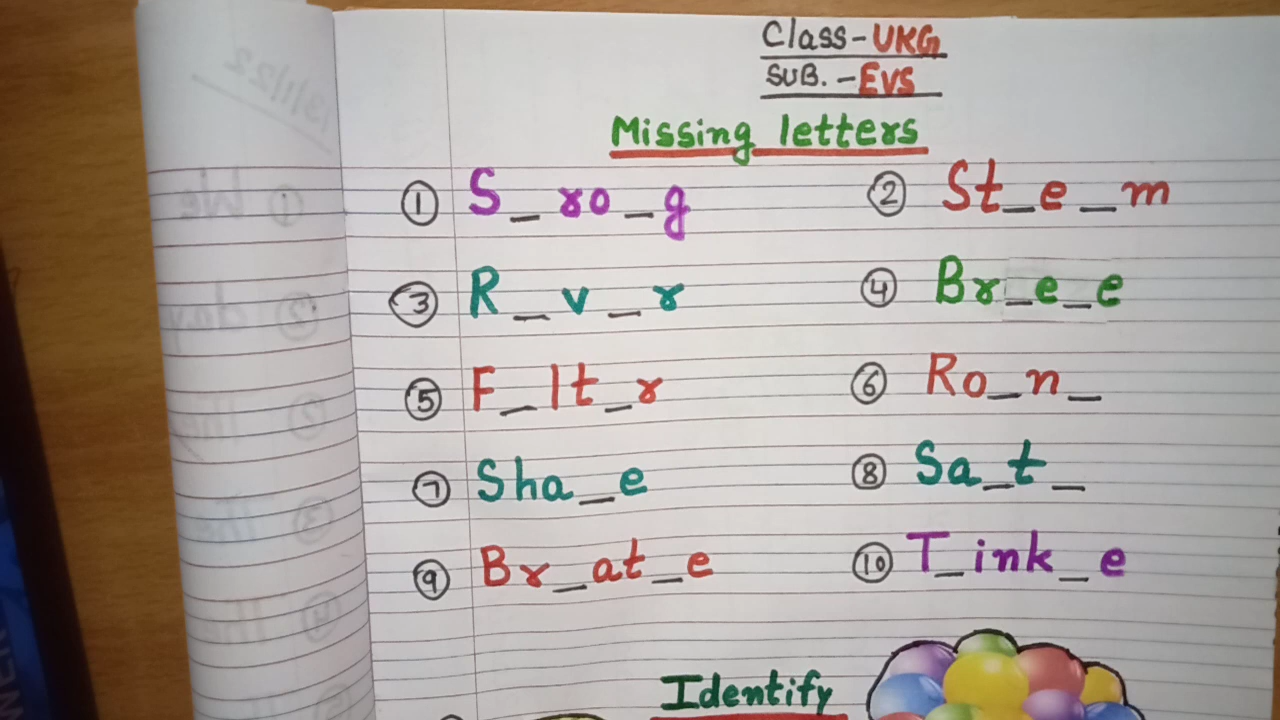 Class-UKG
SUB.-EVS
Missing letters
① S_ro_g ② St_e_m
③ R_v_r ④ Br_e_e
⑤ F_lt_r ⑥ Ro_n_
⑦ Sha_e ⑧ Sa_t_
⑨ Br_at_e ⑩ T_ink_e
Identify